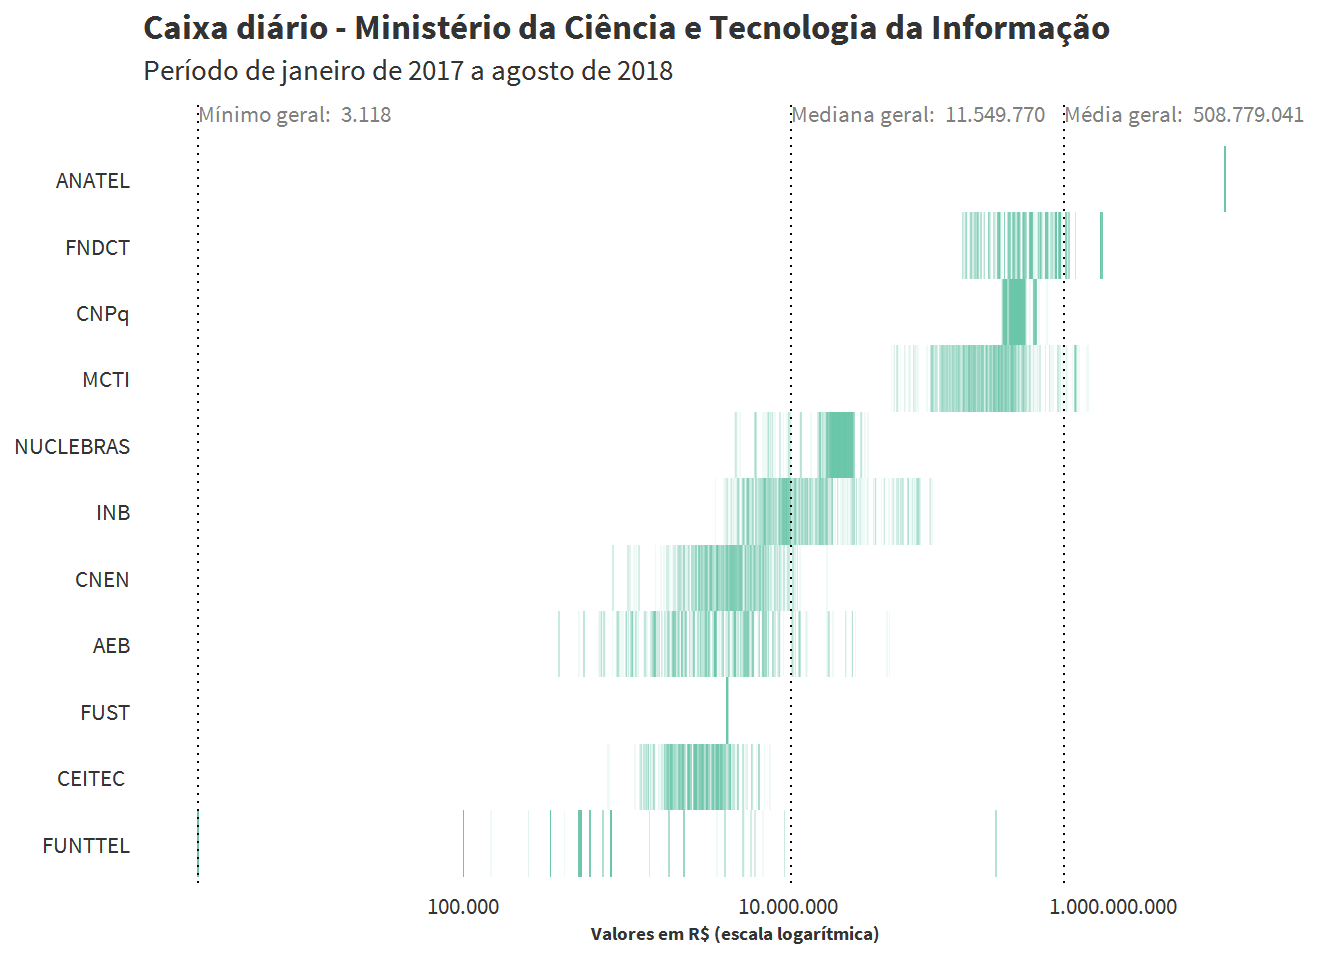 Caixa diário - Ministério da Ciência e Tecnologia da Informação
Período de janeiro de 2017 a agosto de 2018
Mínimo geral: 3.118
Mediana geral: 11.549.770
Média geral: 508.779.041
ANATEL
FNDCT
CNPq
MCTI
NUCLEBRAS
INB
CNEN
AEB
FUST
CEITEC
FUNTTEL
100.000
10.000.000
1.000.000.000
Valores em R$ (escala logarítmica)